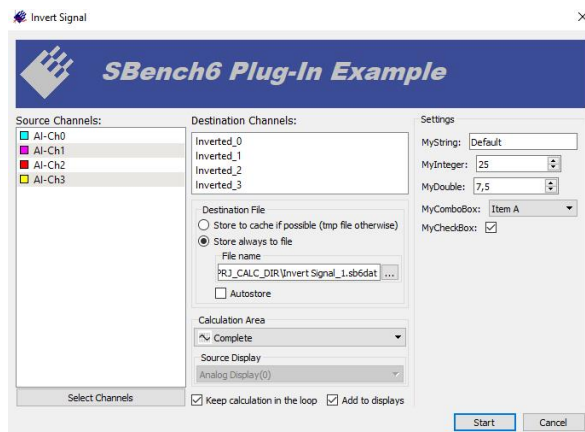 Invert Signal
SBench6 Plug-In Example
Source Channels:
AI-Ch0
AI-Ch1
AI-Ch2
AI-Ch3
Select Channels
Destination Channels:
Inverted_0
Inverted_1
Inverted_2
Inverted_3
Destination File
Store to cache if possible (tmp file otherwise)
Store always to file
File name
PRJ_CALC_DIR\Invert Signal_1.sb6dat ...
Autostore
Calculation Area
Complete
Source Display
Analog Display(0)
Keep calculation in the loop Add to displays
Settings
MyString: Default
MyInteger: 25
MyDouble: 7,5
MyComboBox: Item A
MyCheckBox:
Start Cancel